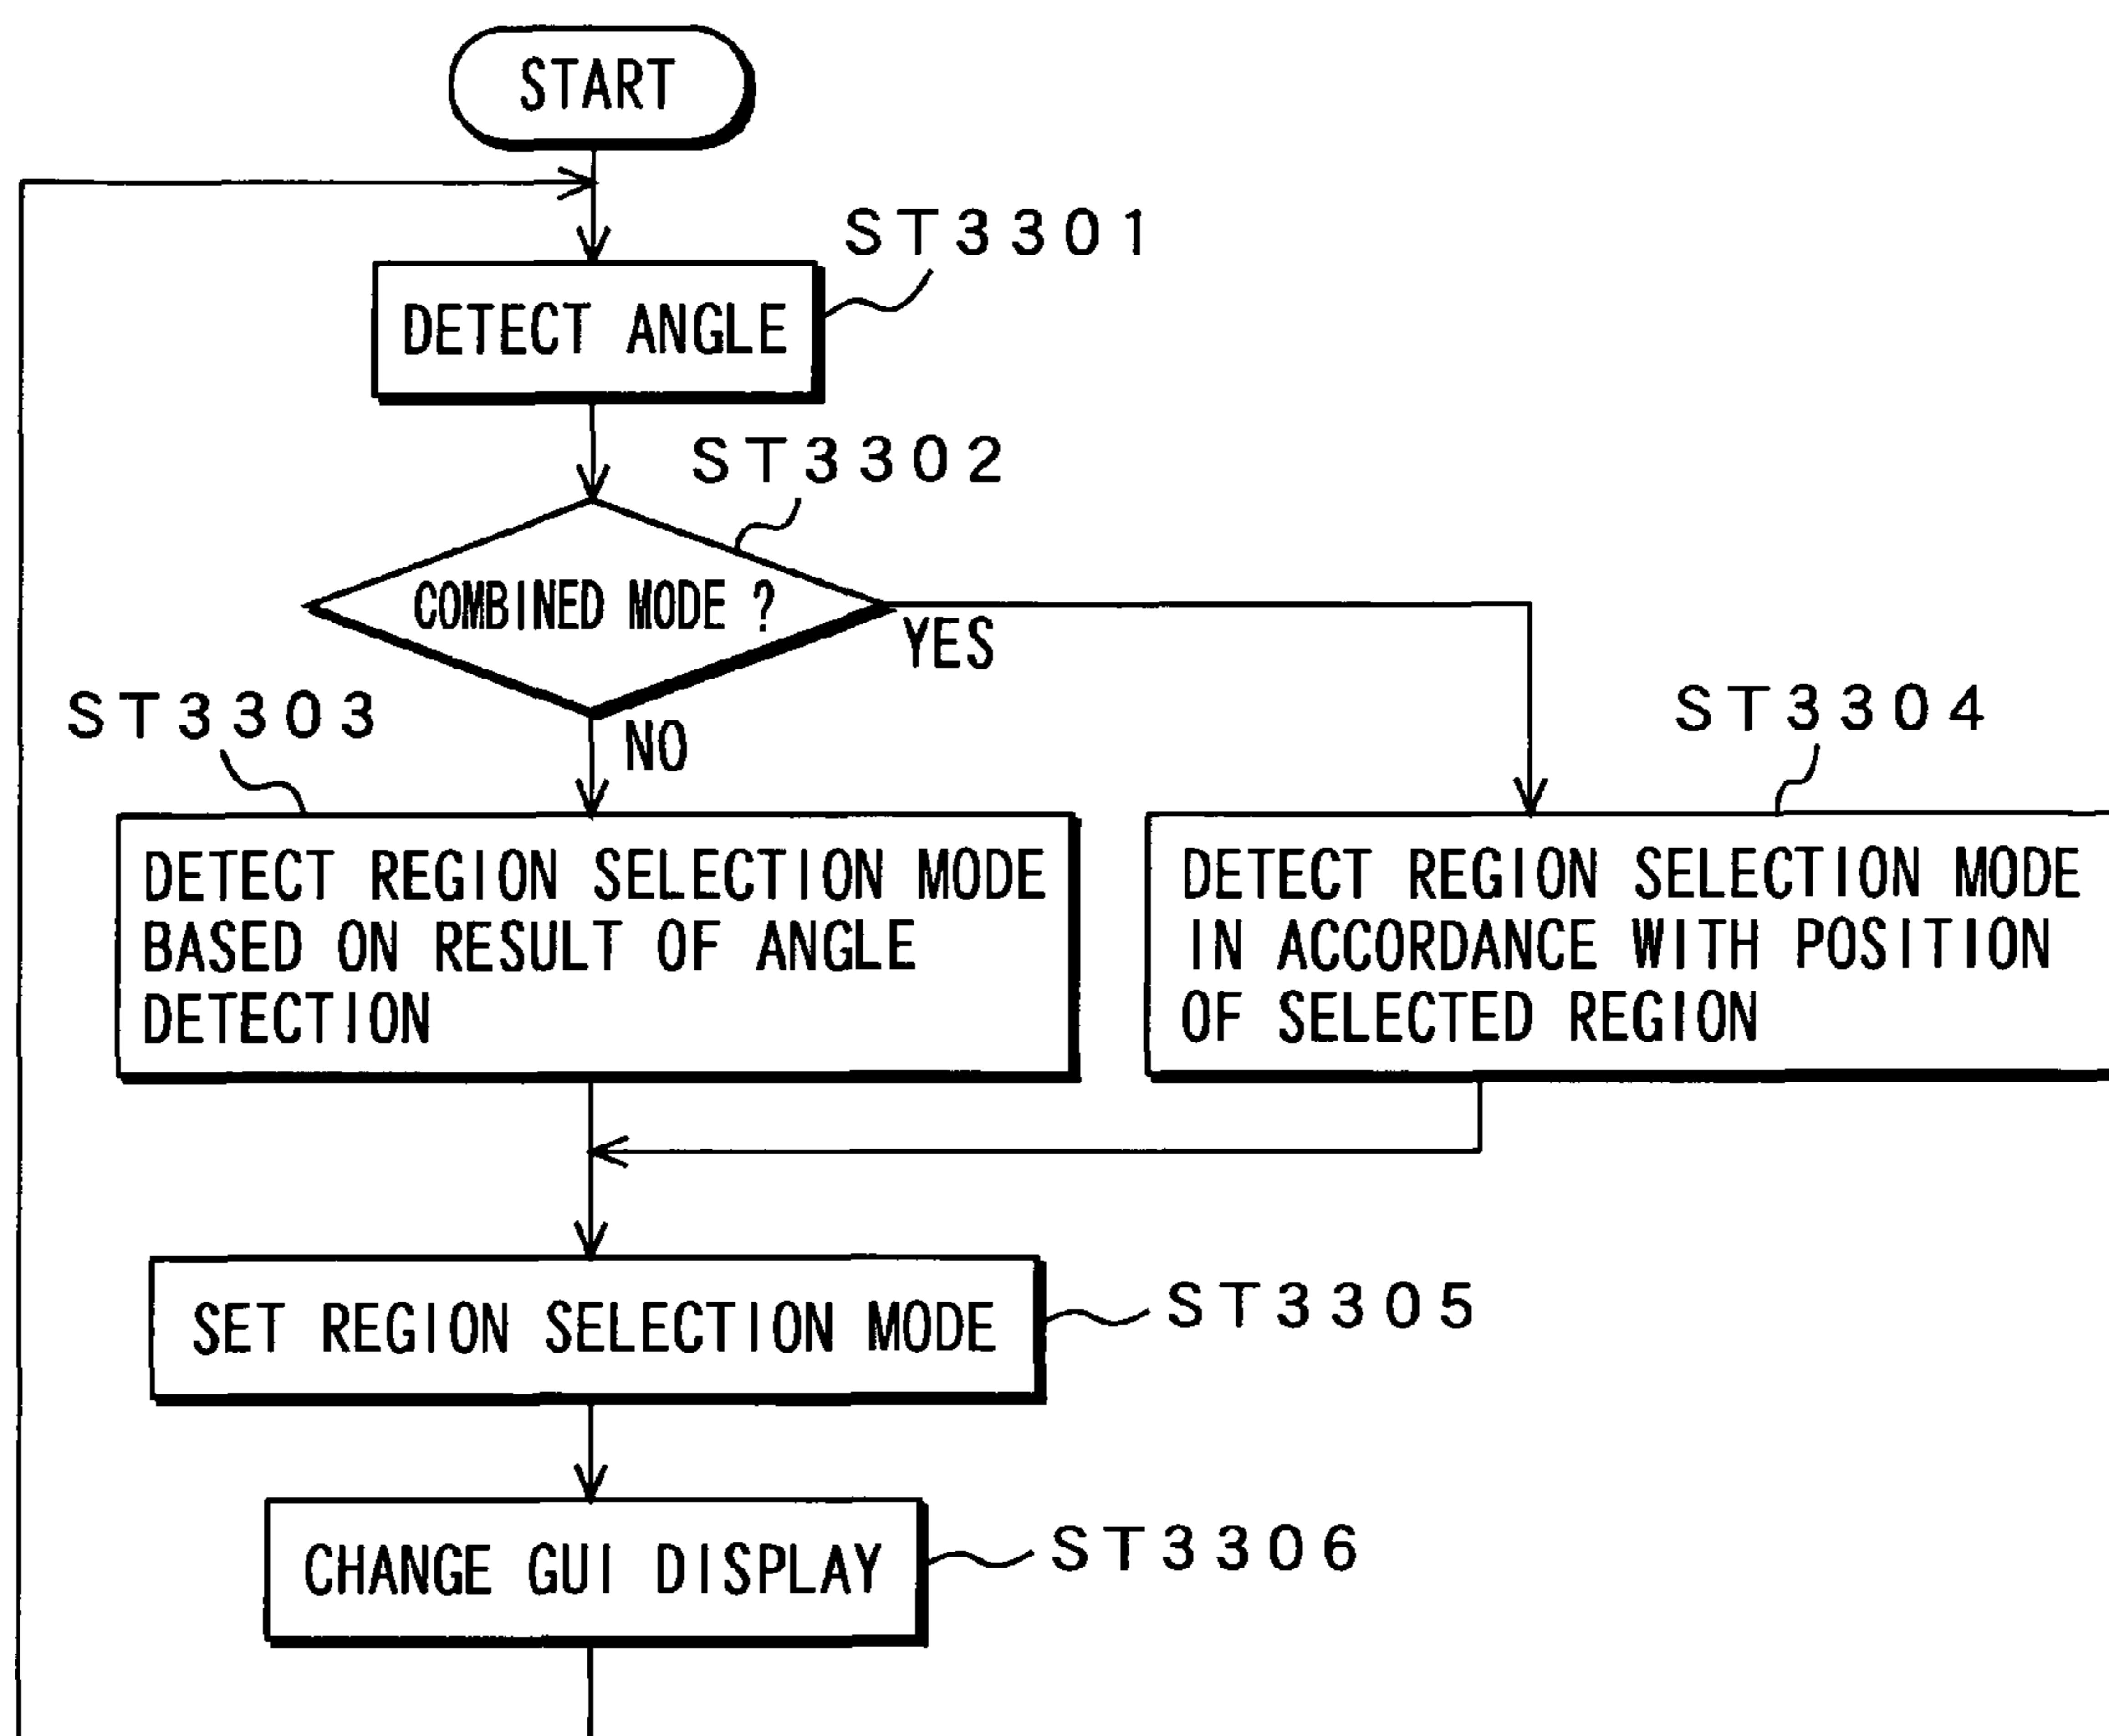 START
ST3301
DETECT ANGLE
ST3302
COMBINED MODE ?
YES
ST3303
NO
ST3304
DETECT REGION SELECTION MODE
BASED ON RESULT OF ANGLE
DETECTION
DETECT REGION SELECTION MODE
IN ACCORDANCE WITH POSITION
OF SELECTED REGION
SET REGION SELECTION MODE
ST3305
CHANGE GUI DISPLAY
ST3306